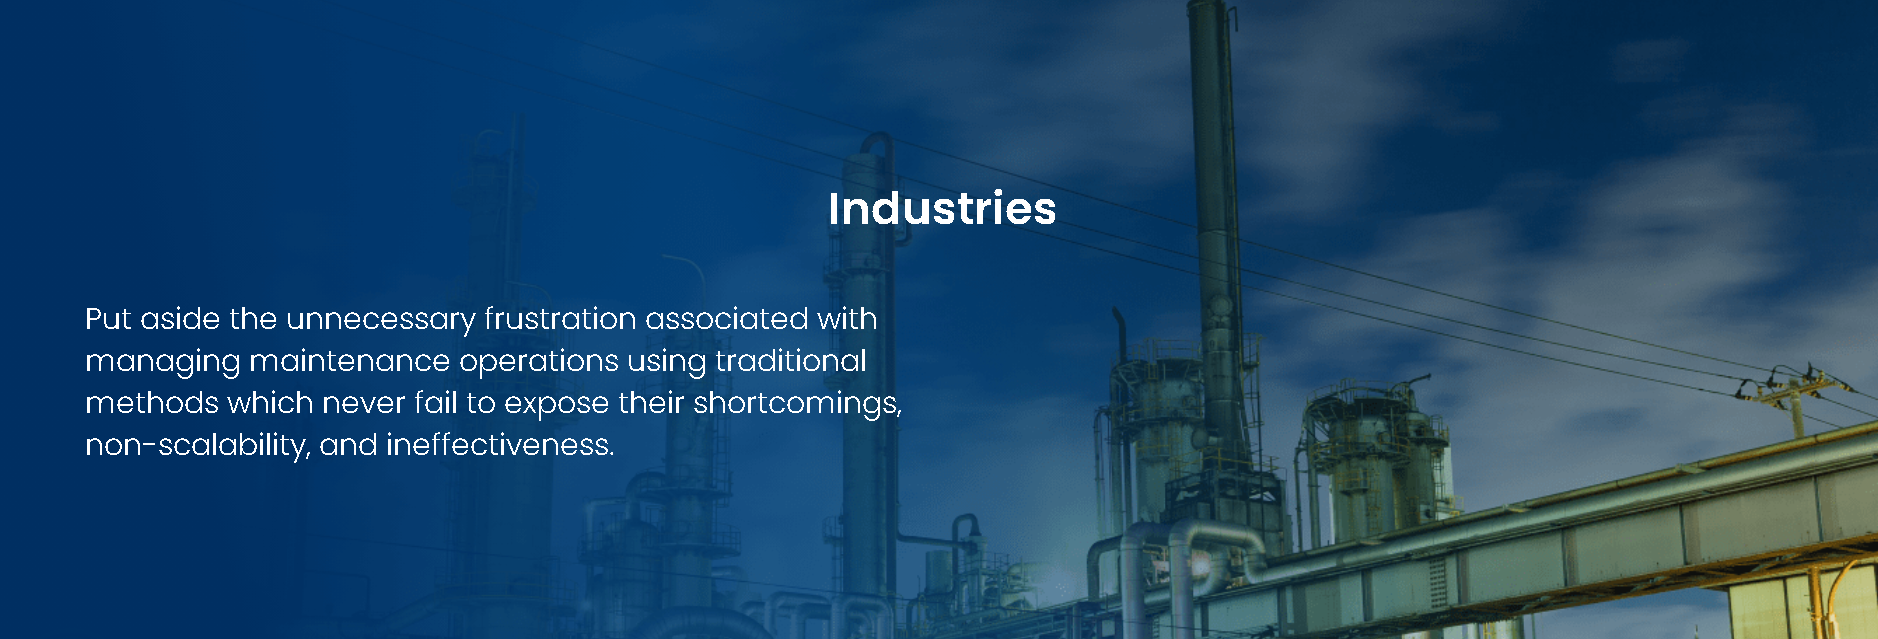 Industries
Put aside the unnecessary frustration associated with
managing maintenance operations using traditional
methods which never fail to expose their shortcomings,
non-scalability, and ineffectiveness.